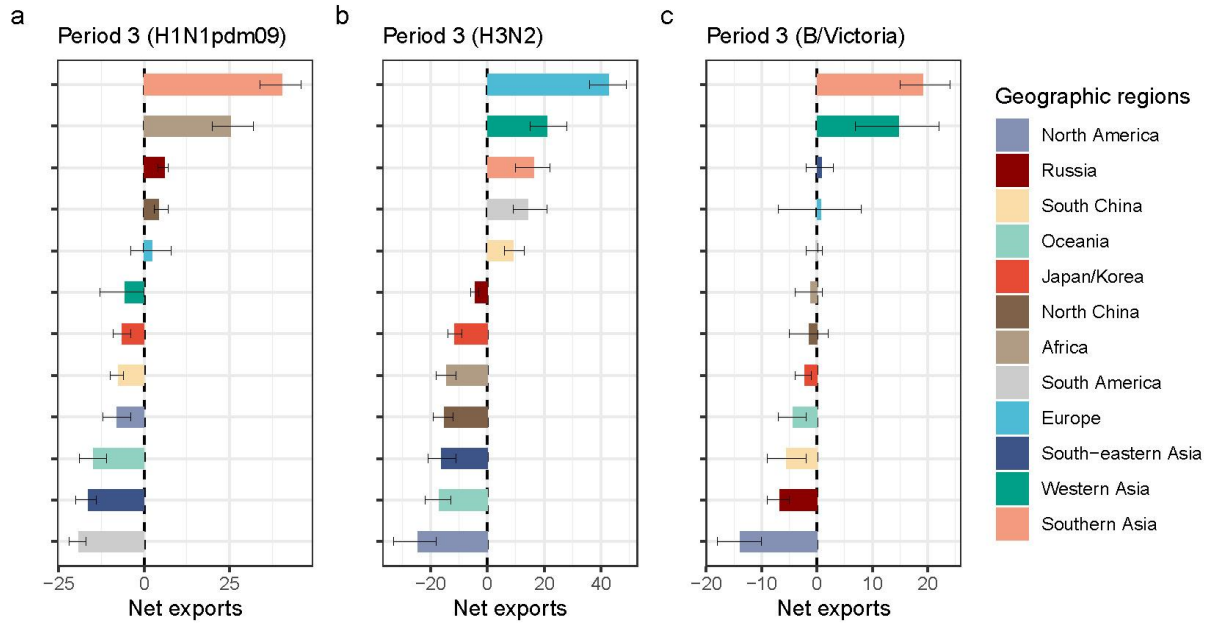 a
Period 3 (H1N1pdm09)
−25
0
25
Net exports
b
Period 3 (H3N2)
−20
0
20
40
Net exports
c
Period 3 (B/Victoria)
−20
−10
0
10
20
Net exports
Geographic regions
North America
Russia
South China
Oceania
Japan/Korea
North China
Africa
South America
Europe
South−eastern Asia
Western Asia
Southern Asia